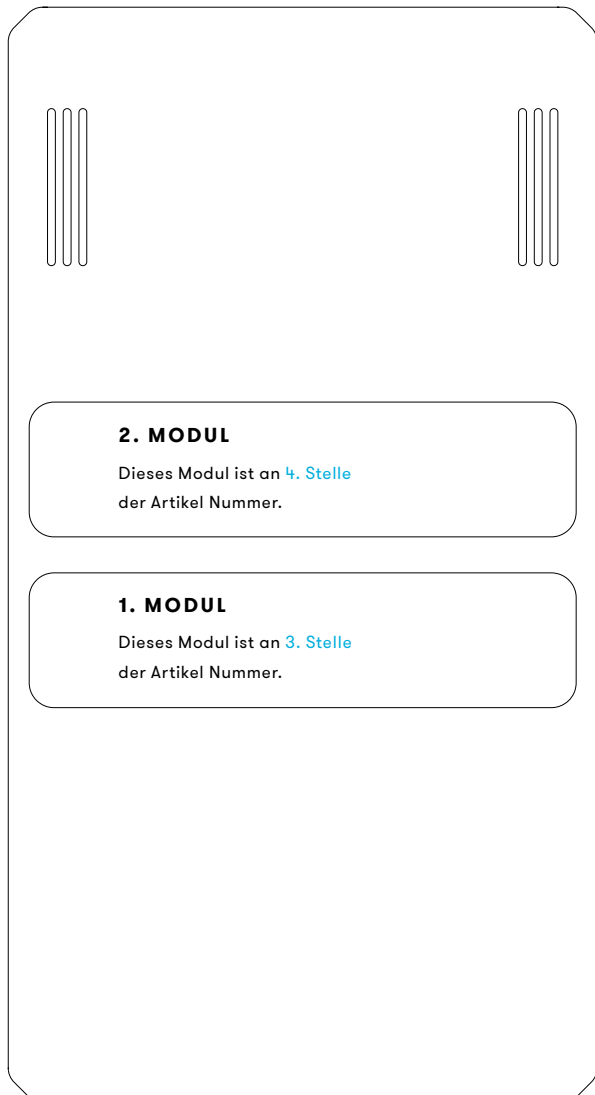 2. MODUL
Dieses Modul ist an 4. Stelle
der Artikel Nummer.
1. MODUL
Dieses Modul ist an 3. Stelle
der Artikel Nummer.